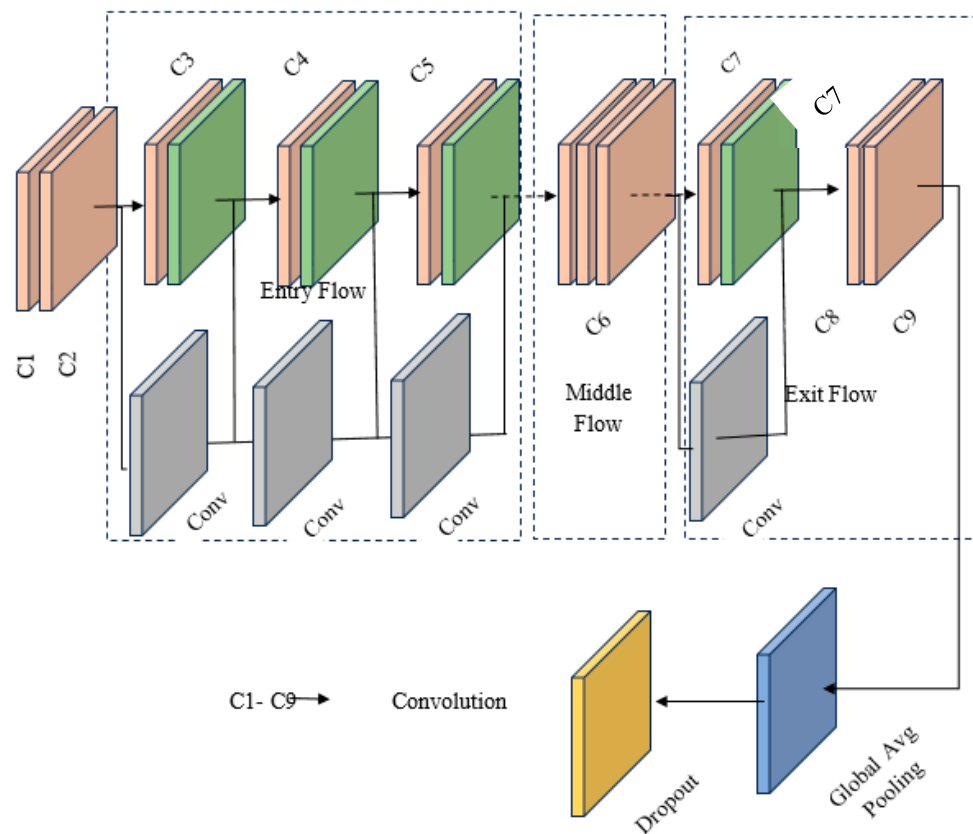 C3
C4
C5
C7
C7
C1
C2
Entry Flow
C6
C8
C9
Middle
Flow
Exit Flow
Conv
Conv
Conv
Conv
C1- C9
Convolution
Dropout
Global Avg
Pooling